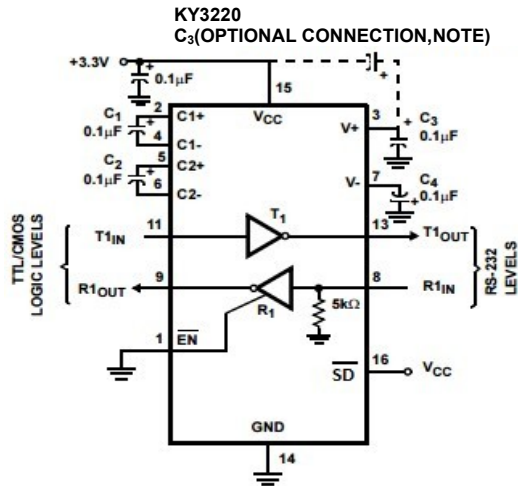 KY3220
C3(OPTIONAL CONNECTION,NOTE)
+3.3V
+
0.1µF
+
15
C1
0.1µF
+
2
C1+
VCC
V+
3
+
C3
0.1µF
4
C1-
C2
0.1µF
+
5
C2+
6
C2-
V-
7
C4
0.1µF
+
TTL/CMOS
LOGIC LEVELS
T1IN
11
T1
13
T1OUT
R1OUT
9
R1
5kΩ
8
R1IN
RS-232
LEVELS
1
EN
SD
16
VCC
GND
14